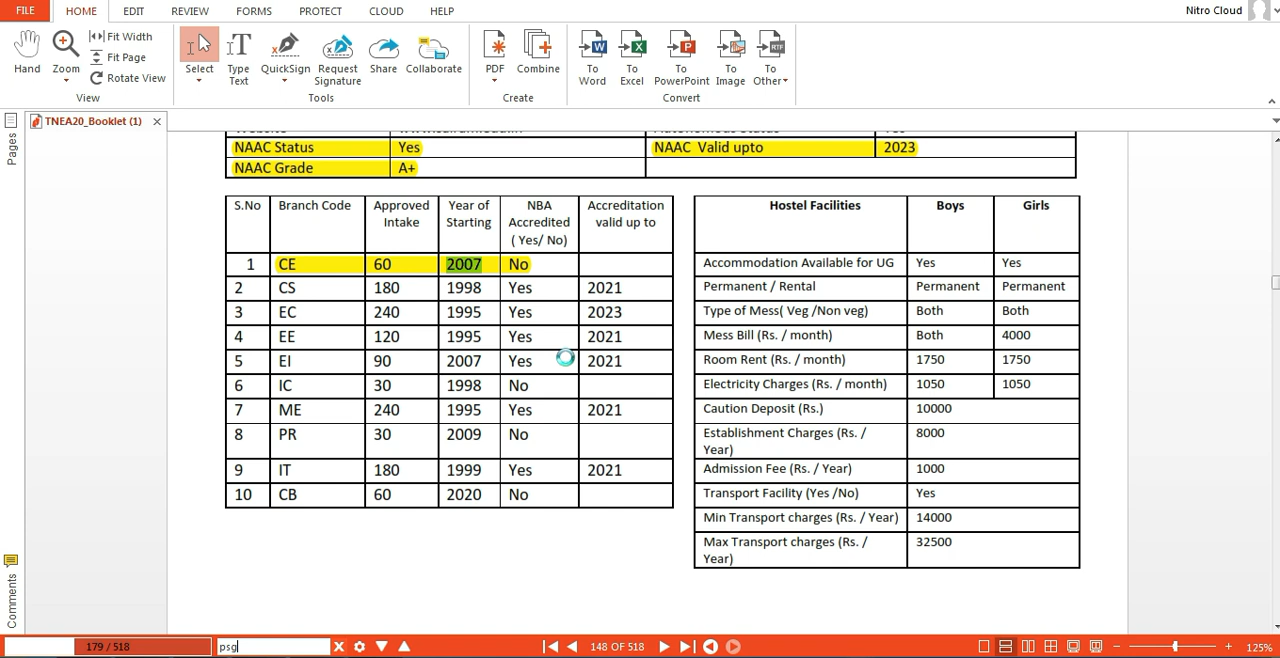 FILE HOME EDIT REVIEW FORMS PROTECT CLOUD HELP Nitro Cloud
Hand Zoom Fit Width Fit Page Rotate View
View
Select Type Text QuickSign Request Signature Share Collaborate
Tools
PDF Combine
Create
To Word To Excel To PowerPoint To Image To Other
Convert
Pages
TNEA20_Booklet (1)
NAAC Status Yes NAAC Valid upto 2023
NAAC Grade A+
S.No Branch Code Approved Intake Year of Starting NBA Accredited ( Yes/ No) Accreditation valid up to
1 CE 60 2007 No
2 CS 180 1998 Yes 2021
3 EC 240 1995 Yes 2023
4 EE 120 1995 Yes 2021
5 EI 90 2007 Yes 2021
6 IC 30 1998 No
7 ME 240 1995 Yes 2021
8 PR 30 2009 No
9 IT 180 1999 Yes 2021
10 CB 60 2020 No
Hostel Facilities Boys Girls
Accommodation Available for UG Yes Yes
Permanent / Rental Permanent Permanent
Type of Mess( Veg /Non veg) Both Both
Mess Bill (Rs. / month) Both 4000
Room Rent (Rs. / month) 1750 1750
Electricity Charges (Rs. / month) 1050 1050
Caution Deposit (Rs.) 10000
Establishment Charges (Rs. / Year) 8000
Admission Fee (Rs. / Year) 1000
Transport Facility (Yes /No) Yes
Min Transport charges (Rs. / Year) 14000
Max Transport charges (Rs. / Year) 32500
Comments
179 / 518 psg 148 OF 518 125%